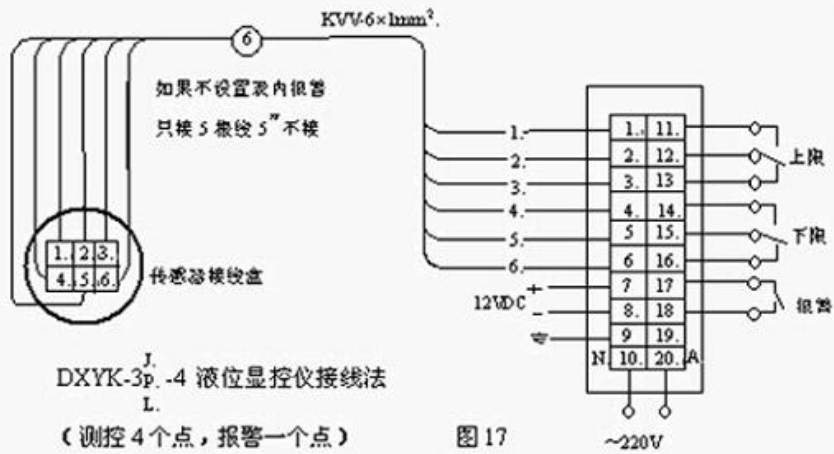 KVV-6×1mm².
6
如果不设置表内报警
只接5根线5"不接
1. 11.
1. 2. 12. 上限
2. 3. 13
3. 4. 14.
4. 5 15. 下限
5. 6 16.
6. 7 17 报警
12VDC + - 8. 18
9 19.
N 10. 20. A
~220V
1. 2. 3.
4. 5. 6.
传感器接线盒
J.
DXYK-3P. -4 液位显控仪接线法
L.
(测控4个点，报警一个点)
图17